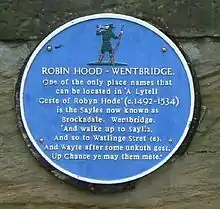 ROBIN HOOD - WENTBRIDGE.
One of the only place names that
can be located in 'A Lytell
Geste of Robyn Hode' (c.1492-1534)
is the Sayles now known as
Brockadale. Wentbridge.
'And walke up to Saylis,
And so to Watlinge Stret (e).
And Wayte after some unkuth gest,
Up Chance ye may them mete.'